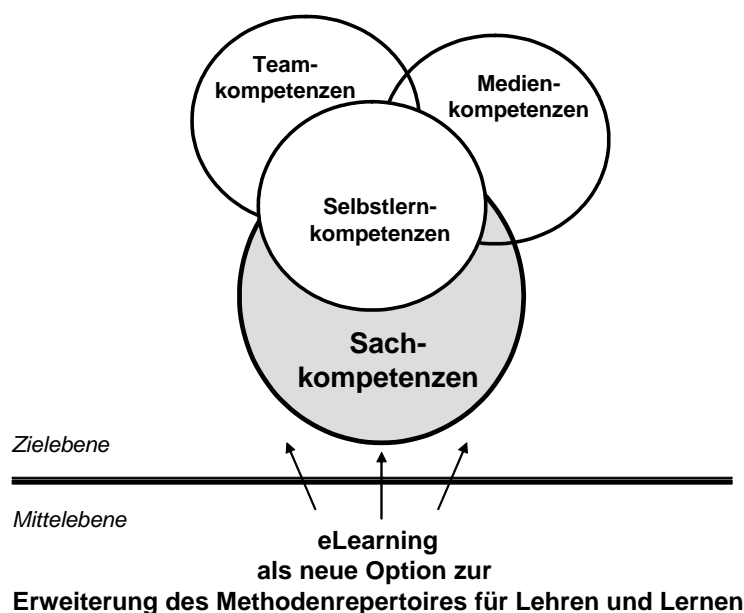 Team-
kompetenzen
Medien-
kompetenzen
Selbstlern-
kompetenzen
Sach-
kompetenzen
Zielebene
Mittelebene
eLearning
als neue Option zur
Erweiterung des Methodenrepertoires für Lehren und Lernen